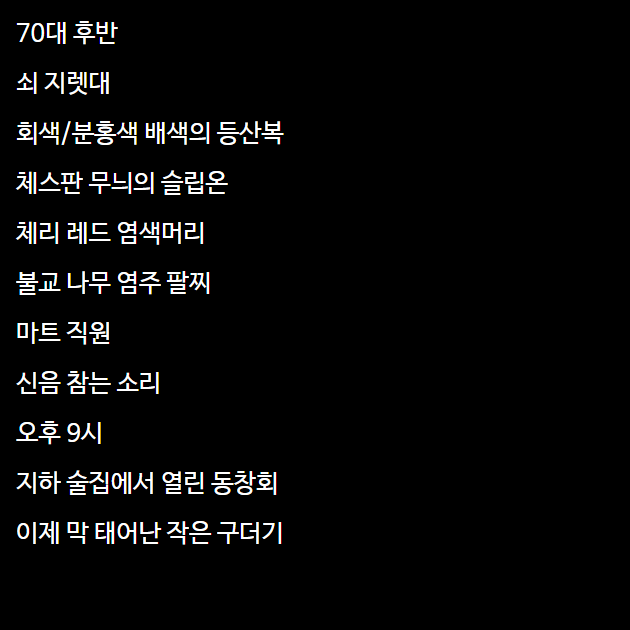 70대 후반
쇠 지렛대
회색/분홍색 배색의 등산복
체스판 무늬의 슬립온
체리 레드 염색머리
불교 나무 염주 팔찌
마트 직원
신음 참는 소리
오후 9시
지하 술집에서 열린 동창회
이제 막 태어난 작은 구더기